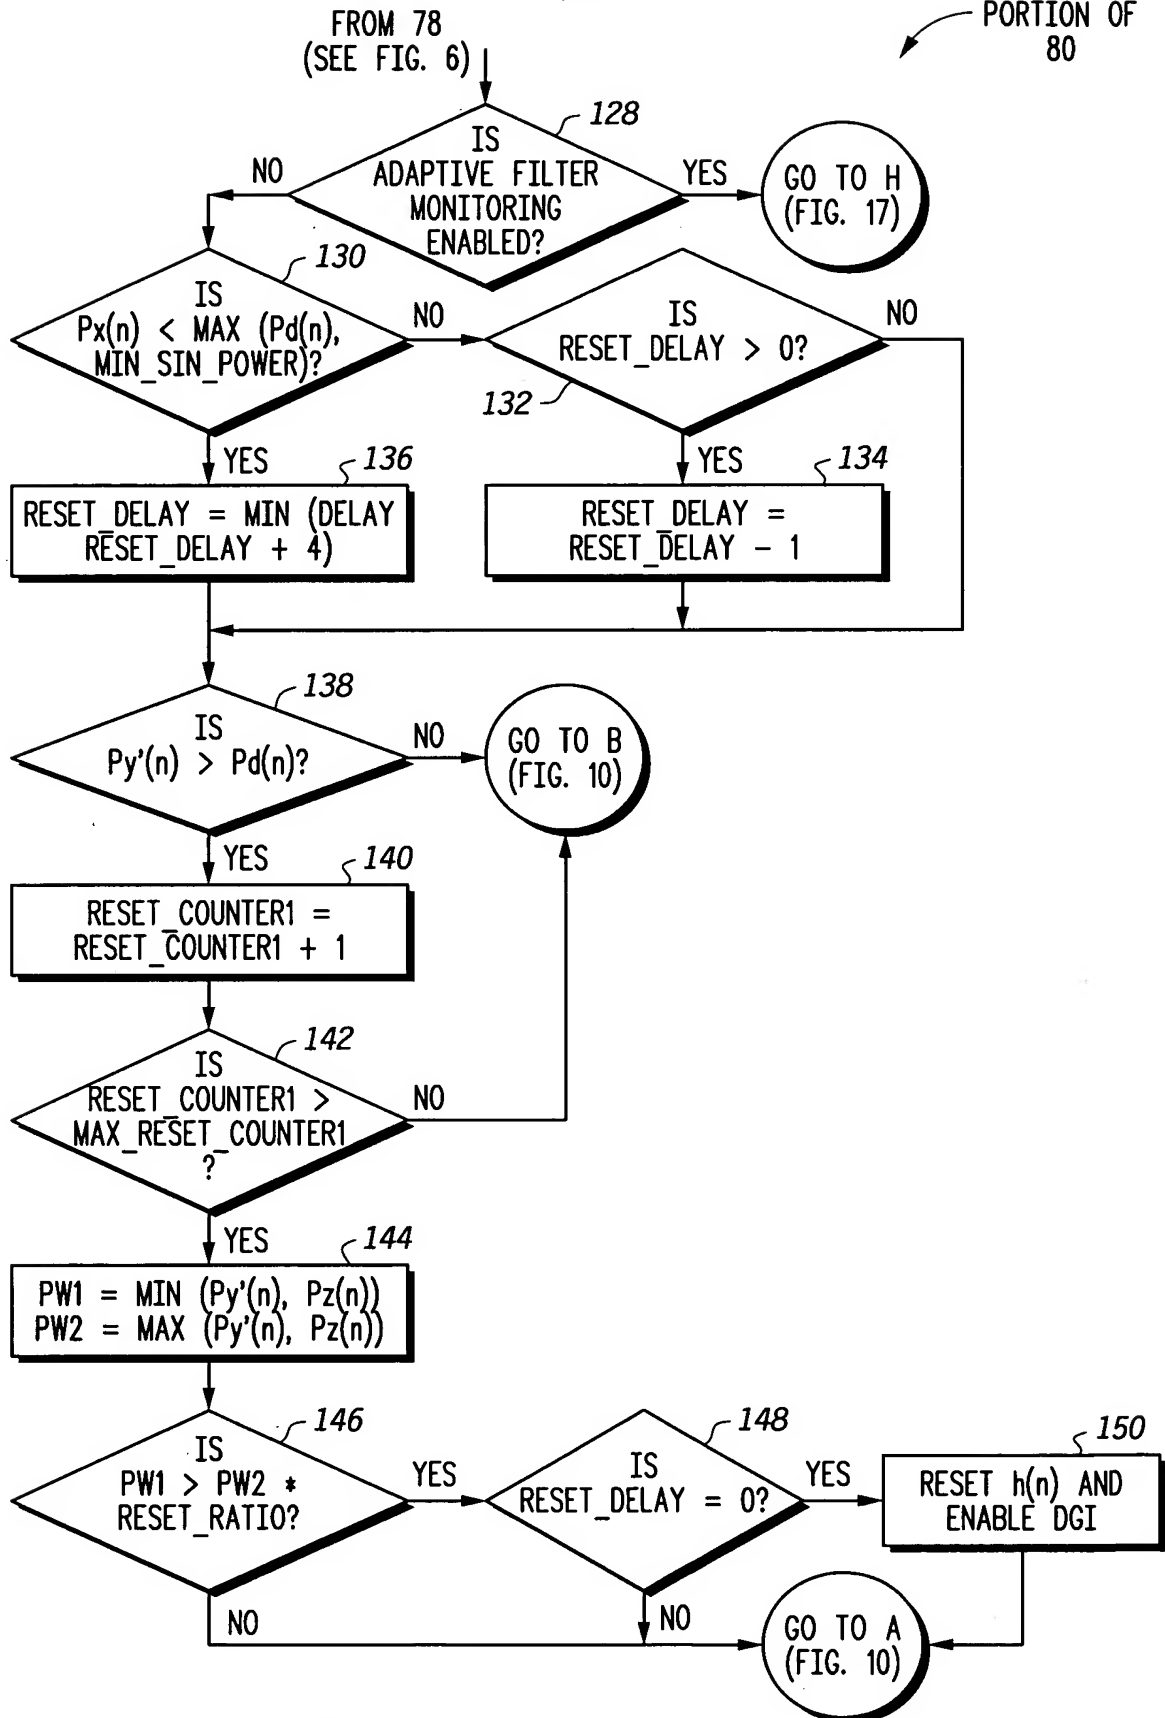 FROM 78
(SEE FIG. 6)
PORTION OF
80
128
IS
ADAPTIVE FILTER
MONITORING
ENABLED?
NO
YES
GO TO H
(FIG. 17)
130
IS
Px(n) < MAX (Pd(n),
MIN_SIN_POWER)?
NO
IS
RESET_DELAY > 0?
NO
132
YES
136
RESET_DELAY = MIN (DELAY
RESET_DELAY + 4)
YES
134
RESET_DELAY =
RESET_DELAY - 1
138
IS
Py'(n) > Pd(n)?
NO
GO TO B
(FIG. 10)
YES
140
RESET_COUNTER1 =
RESET_COUNTER1 + 1
142
IS
RESET_COUNTER1 >
MAX_RESET_COUNTER1
?
NO
YES
144
PW1 = MIN (Py'(n), Pz(n))
PW2 = MAX (Py'(n), Pz(n))
146
IS
PW1 > PW2 *
RESET_RATIO?
YES
148
IS
RESET_DELAY = 0?
YES
150
RESET h(n) AND
ENABLE DGI
NO
NO
GO TO A
(FIG. 10)